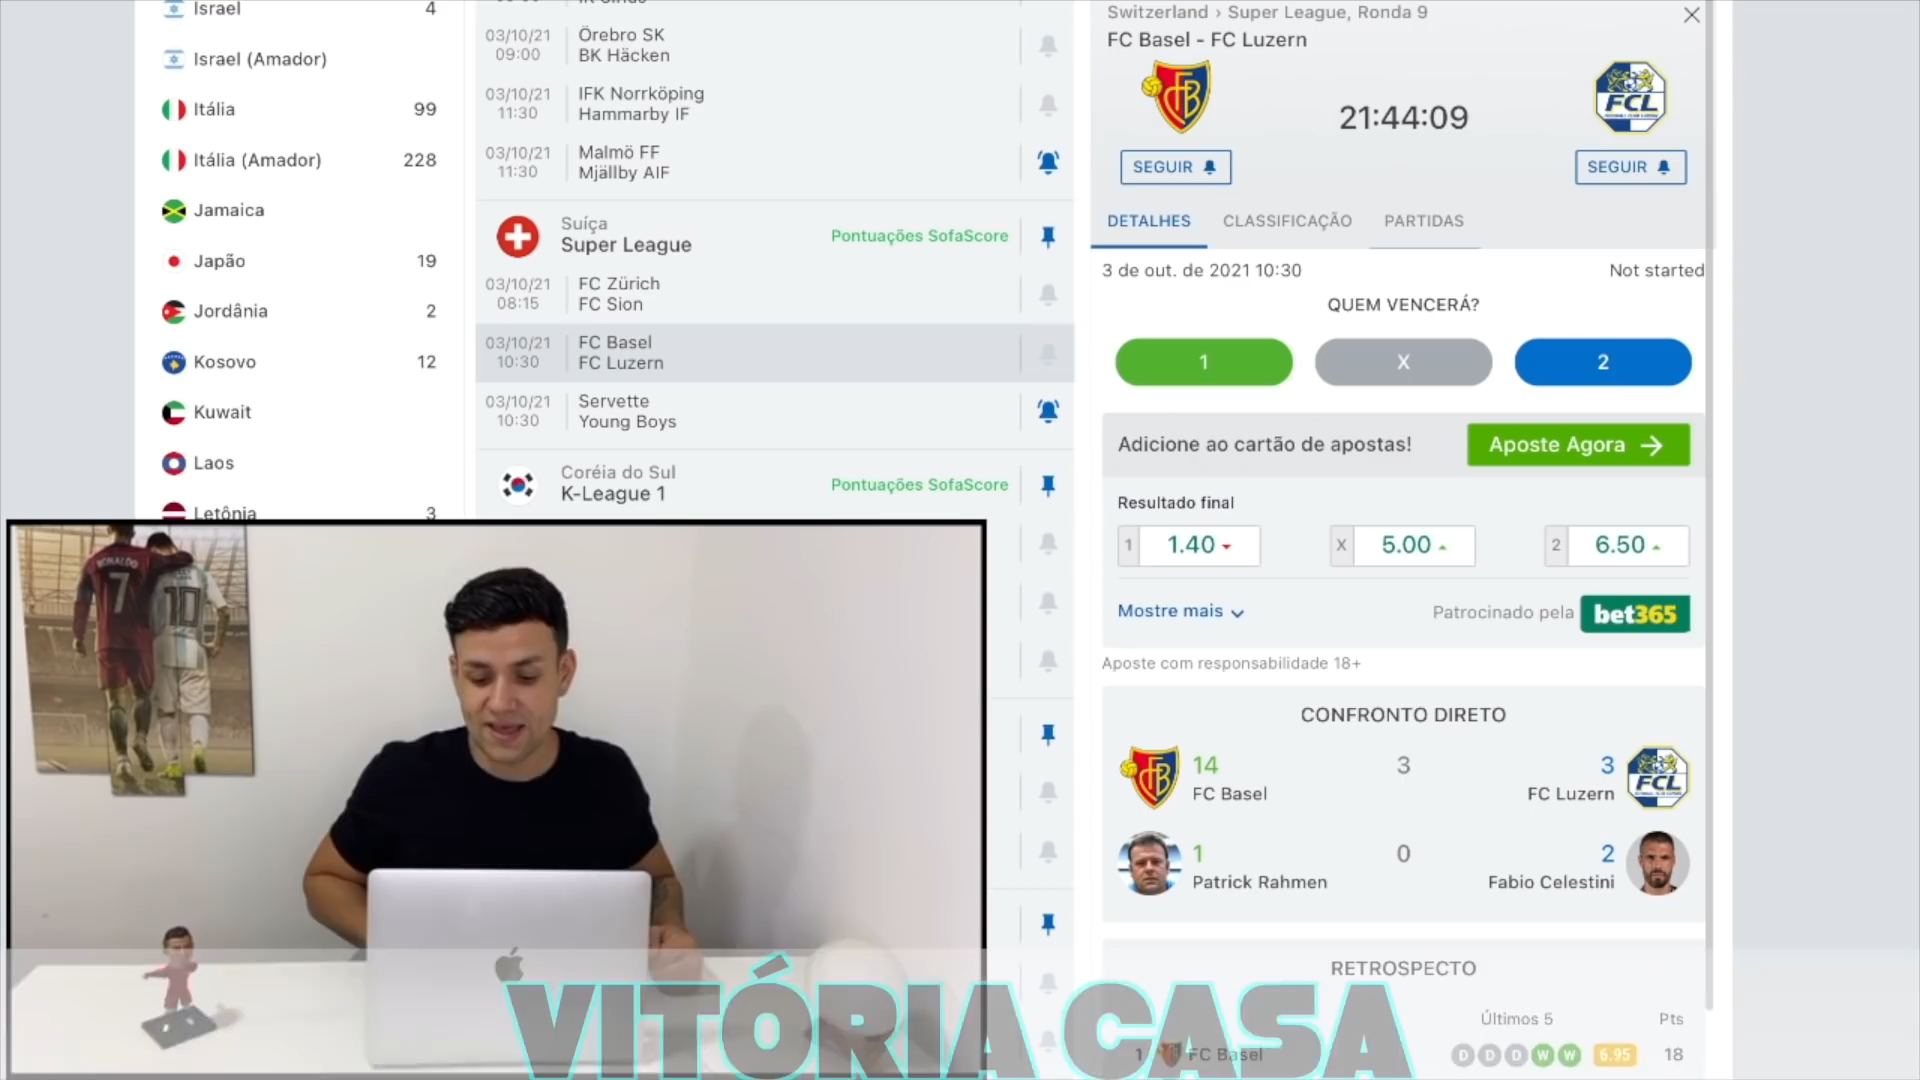 Israel 4
Israel (Amador)
Itália 99
Itália (Amador) 228
Jamaica
Japão 19
Jordânia 2
Kosovo 12
Kuwait
Laos
Letônia 3
03/10/21 Örebro SK
09:00 BK Häcken
03/10/21 IFK Norrköping
11:30 Hammarby IF
03/10/21 Malmö FF
11:30 Mjällby AIF
Suíça
Super League Pontuações SofaScore
03/10/21 FC Zürich
08:15 FC Sion
03/10/21 FC Basel
10:30 FC Luzern
03/10/21 Servette
10:30 Young Boys
Coréia do Sul
K-League 1 Pontuações SofaScore
Switzerland › Super League, Ronda 9
FC Basel - FC Luzern
FCB
21:44:09
FCL
SEGUIR SEGUIR
DETALHES CLASSIFICAÇÃO PARTIDAS
3 de out. de 2021 10:30 Not started
QUEM VENCERÁ?
1 X 2
Adicione ao cartão de apostas! Aposte Agora →
Resultado final
1 1.40 X 5.00 2 6.50
Mostre mais Patrocinado pela bet365
Aposte com responsabilidade 18+
CONFRONTO DIRETO
14 3 3
FC Basel FC Luzern
FCL
1 0 2
Patrick Rahmen Fabio Celestini
RETROSPECTO
Últimos 5 Pts
1 FC Basel D D D W W 6.95 18
RONALDO
7
10
VITÓRIA CASA